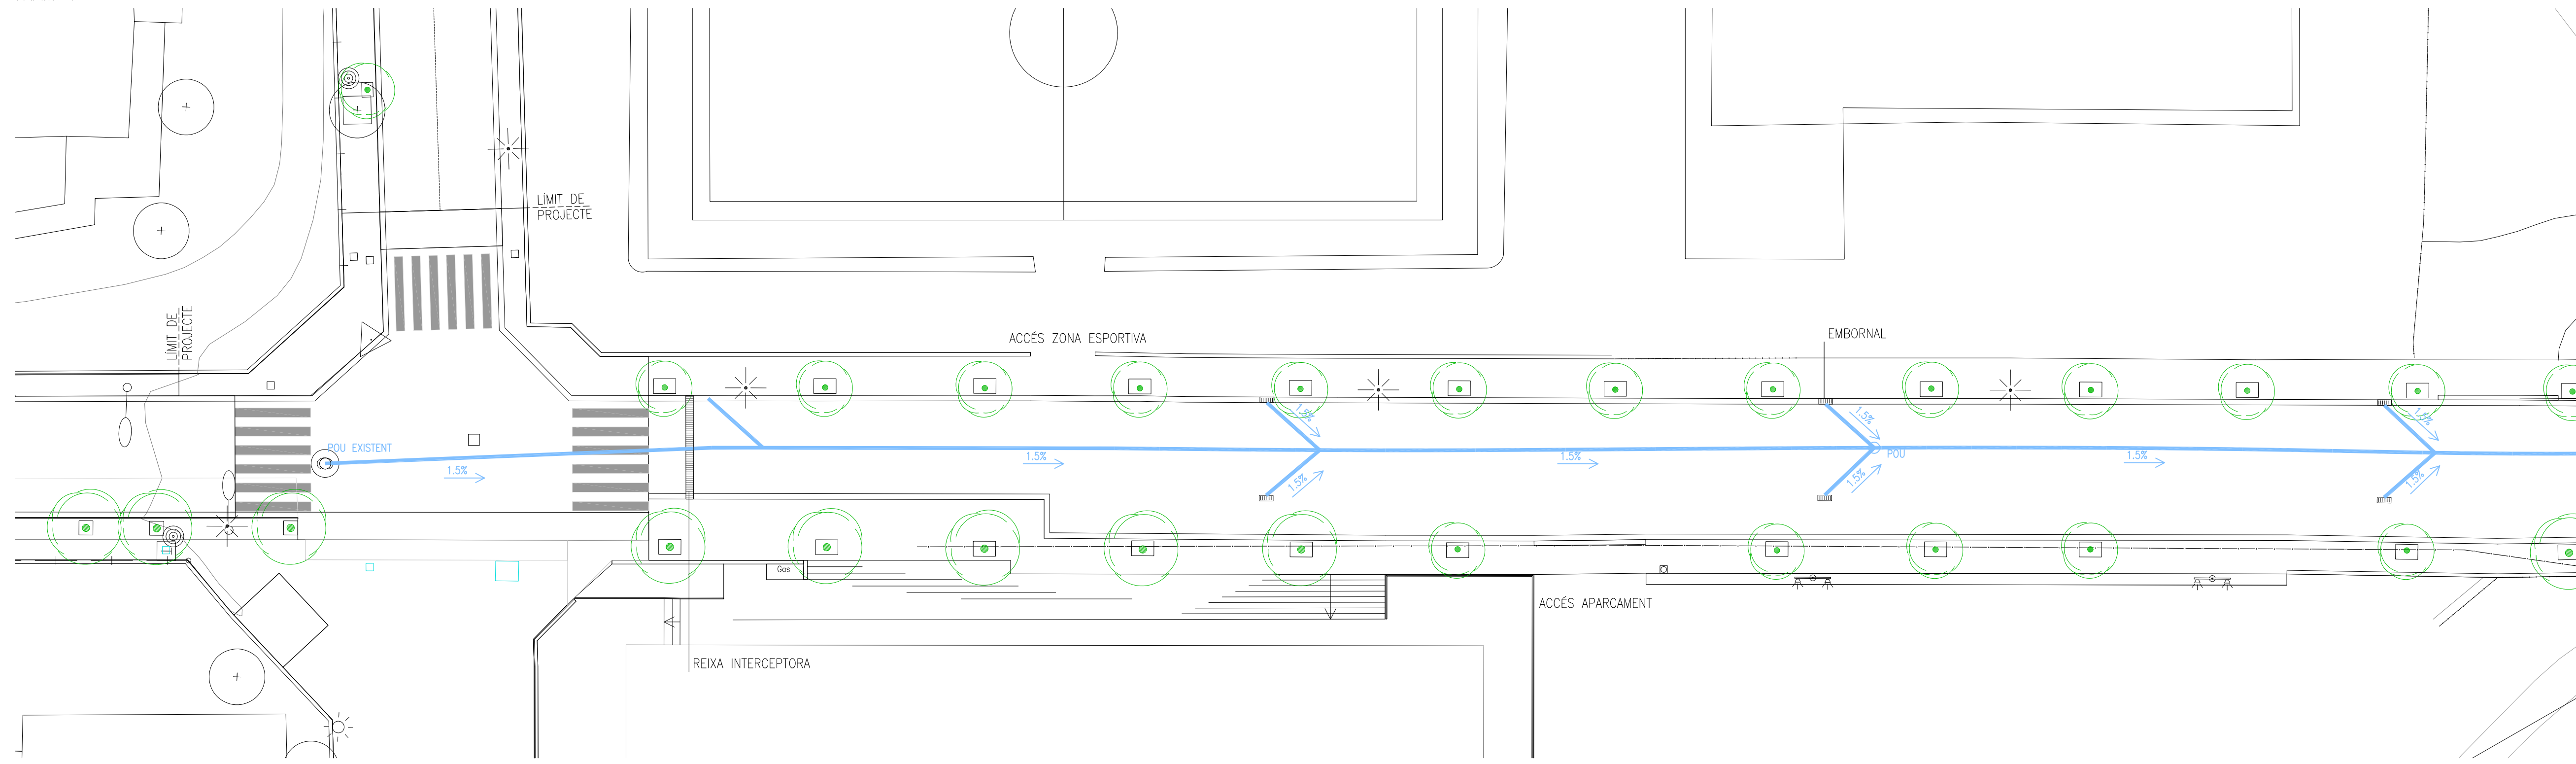 LÍMIT DE
PROJECTE
LÍMIT DE
PROJECTE
ACCÉS ZONA ESPORTIVA
EMBORNAL
POU EXISTENT
1.5%
1.5%
1.5%
1.5%
1.5%
1.5%
1.5%
POU
1.5%
1.5%
1.5%
Gas
ACCÉS APARCAMENT
REIXA INTERCEPTORA